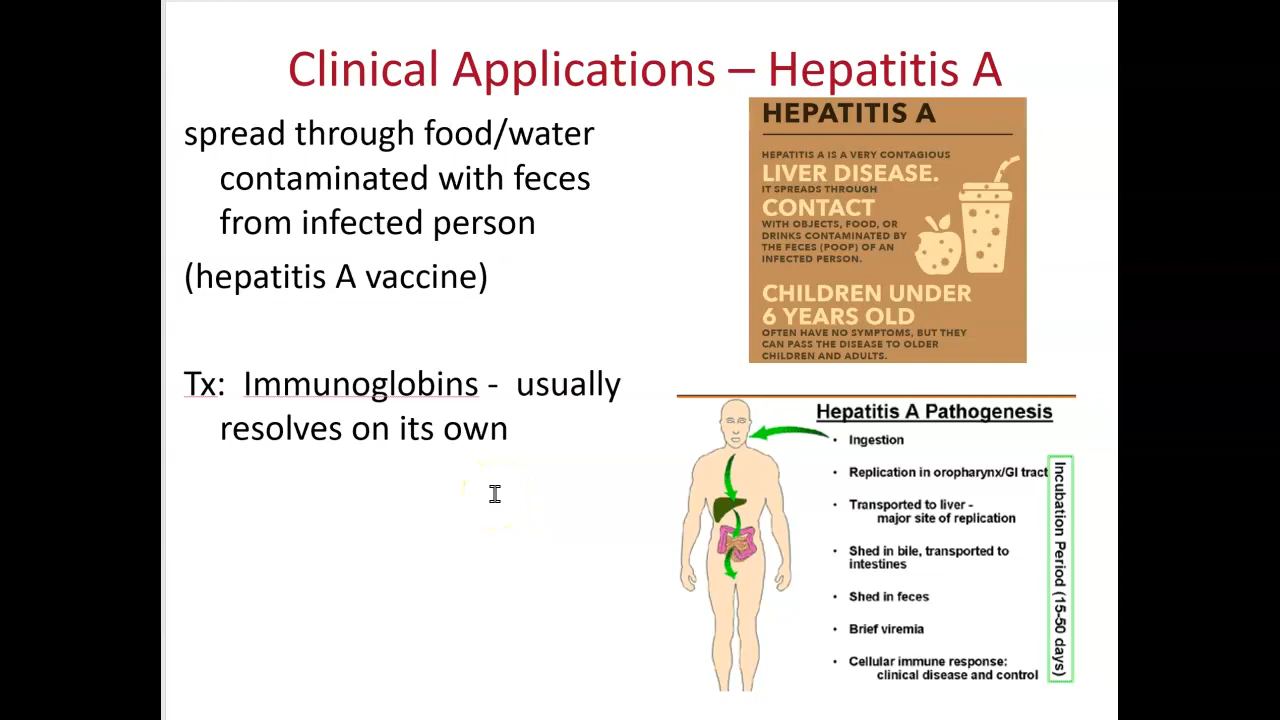 Clinical Applications – Hepatitis A
spread through food/water
contaminated with feces
from infected person
(hepatitis A vaccine)
Tx:  Immunoglobins -  usually
resolves on its own
HEPATITIS A
HEPATITIS A IS A VERY CONTAGIOUS
LIVER DISEASE.
IT SPREADS THROUGH
CONTACT
WITH OBJECTS, FOOD, OR
DRINKS CONTAMINATED BY
THE FECES (POOP) OF AN
INFECTED PERSON.
CHILDREN UNDER
6 YEARS OLD
OFTEN HAVE NO SYMPTOMS, BUT THEY
CAN PASS THE DISEASE TO OLDER
CHILDREN AND ADULTS.
Hepatitis A Pathogenesis
• Ingestion
• Replication in oropharynx/GI tract
• Transported to liver -
major site of replication
• Shed in bile, transported to
intestines
• Shed in feces
• Brief viremia
• Cellular immune response:
clinical disease and control
Incubation Period (15-50 days)